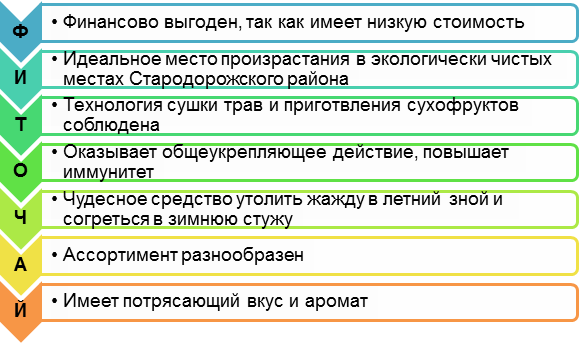 Ф
• Финансово выгоден, так как имеет низкую стоимость
И
• Идеальное место произрастания в экологически чистых
местах Стародорожского района
Т
• Технология сушки трав и приготвления сухофруктов
соблюдена
О
• Оказывает общеукрепляющее действие, повышает
иммунитет
Ч
• Чудесное средство утолить жажду в летний зной и
согреться в зимнюю стужу
А
• Ассортимент разнообразен
Й
• Имеет потрясающий вкус и аромат